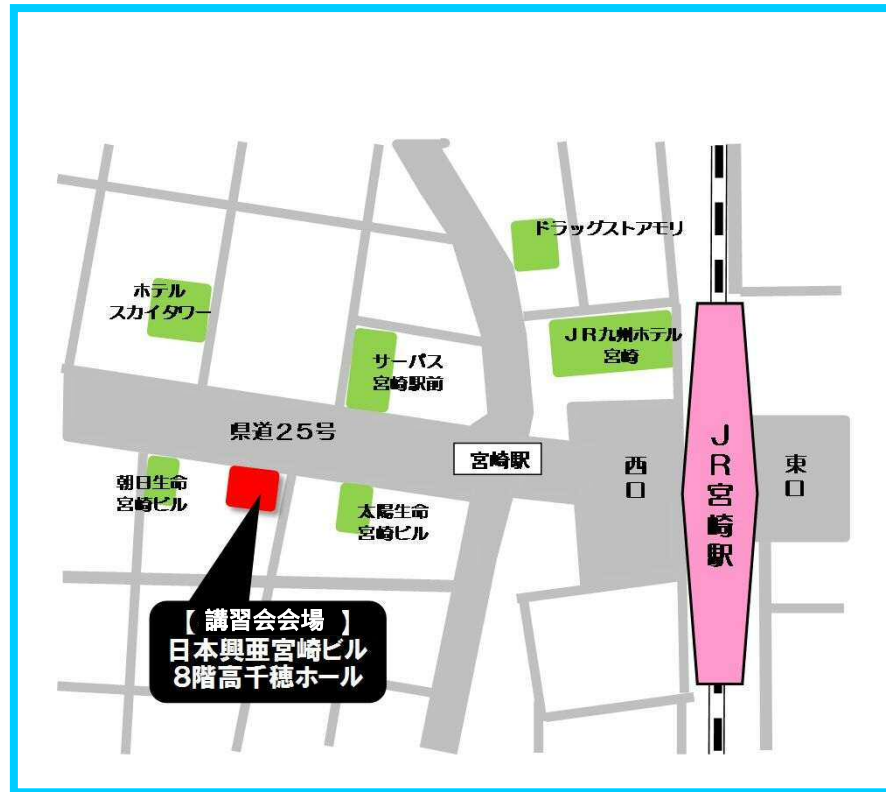 ドラッグストアモリ
ホテル
スカイタワー
JR九州ホテル
宮崎
サーパス
宮崎駅前
県道25号
宮崎駅
西口
JR宮崎駅
東口
朝日生命
宮崎ビル
太陽生命
宮崎ビル
【 講習会会場 】
日本興亜宮崎ビル
8階高千穂ホール